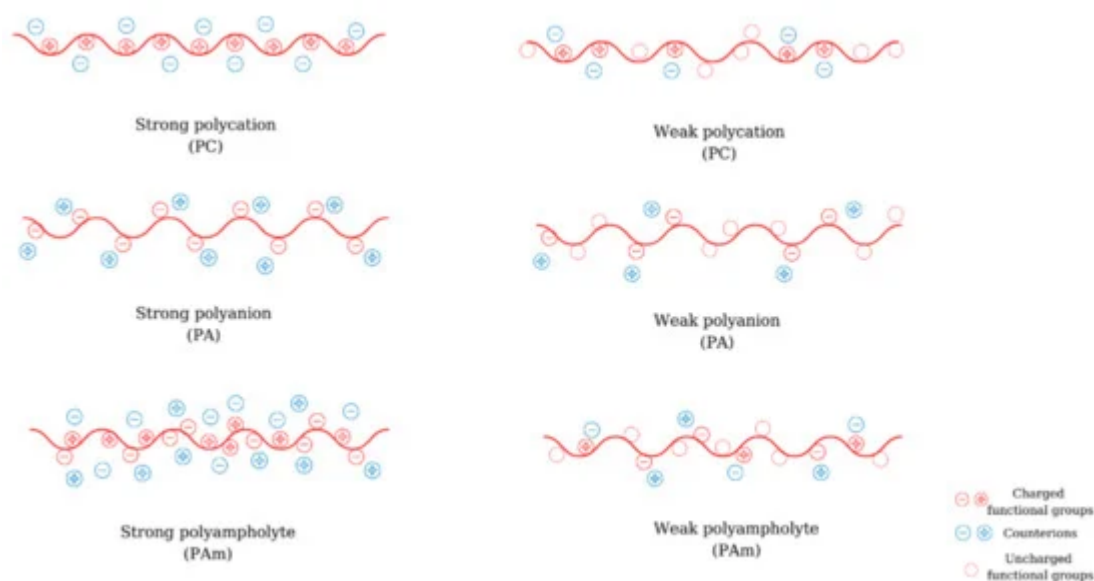 Strong polycation
(PC)
Weak polycation
(PC)
Strong polyanion
(PA)
Weak polyanion
(PA)
Strong polyampholyte
(PAm)
Weak polyampholyte
(PAm)
Charged
functional groups
Counterions
Uncharged
functional groups